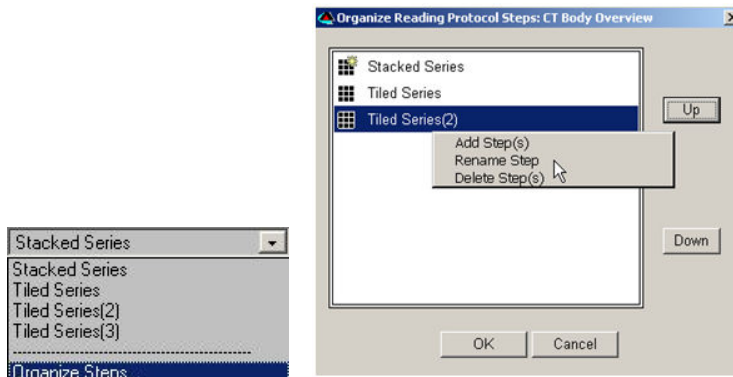 Organize Reading Protocol Steps: CT Body Overview
Stacked Series
Tiled Series
Tiled Series(2)
Add Step(s)
Rename Step
Delete Step(s)
Up
Down
OK
Cancel
Stacked Series
Stacked Series
Tiled Series
Tiled Series(2)
Tiled Series(3)
Organize Steps